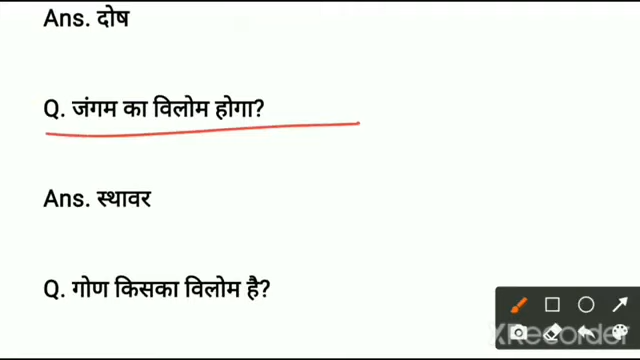 Ans. दोष
Q. जंगम का विलोम होगा?
Ans. स्थावर
Q. गोण किसका विलोम है?
XRecorder